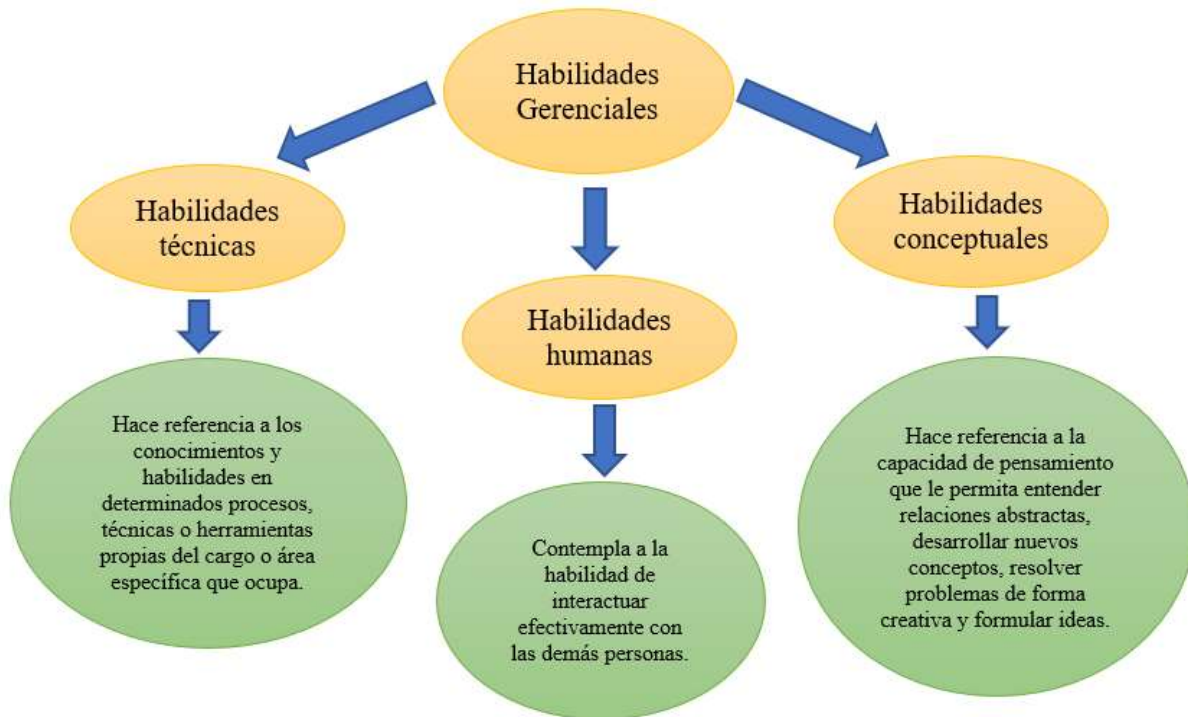 Habilidades
Gerenciales
Habilidades
técnicas
Hace referencia a los
conocimientos y
habilidades en
determinados procesos,
técnicas o herramientas
propias del cargo o área
específica que ocupa.
Habilidades
humanas
Contempla a la
habilidad de
interactuar
efectivamente con
las demás personas.
Habilidades
conceptuales
Hace referencia a la
capacidad de pensamiento
que le permita entender
relaciones abstractas,
desarrollar nuevos
conceptos, resolver
problemas de forma
creativa y formular ideas.